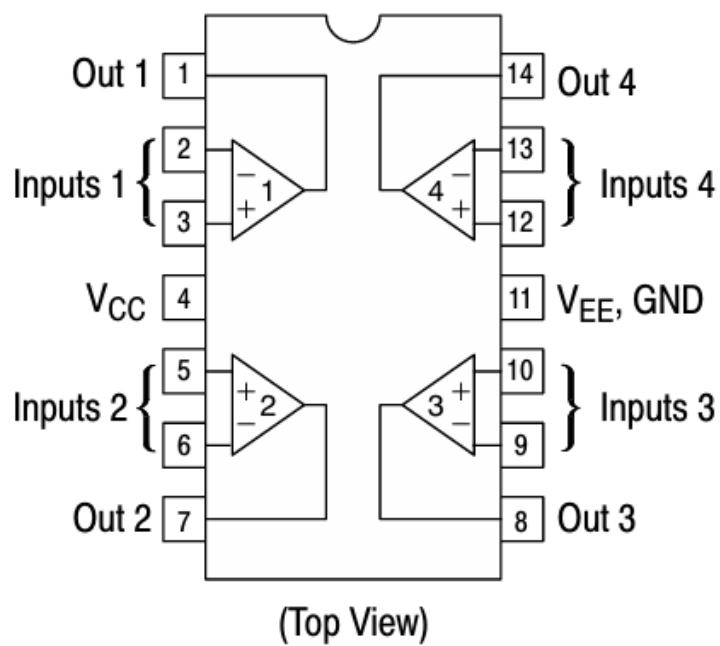 Out 1 1 14 Out 4
Inputs 1 { 2 − 1 4 − 13 } Inputs 4
3 + + 12
VCC 4 11 VEE, GND
Inputs 2 { 5 + 2 3 + 10 } Inputs 3
6 − − 9
Out 2 7 8 Out 3
(Top View)